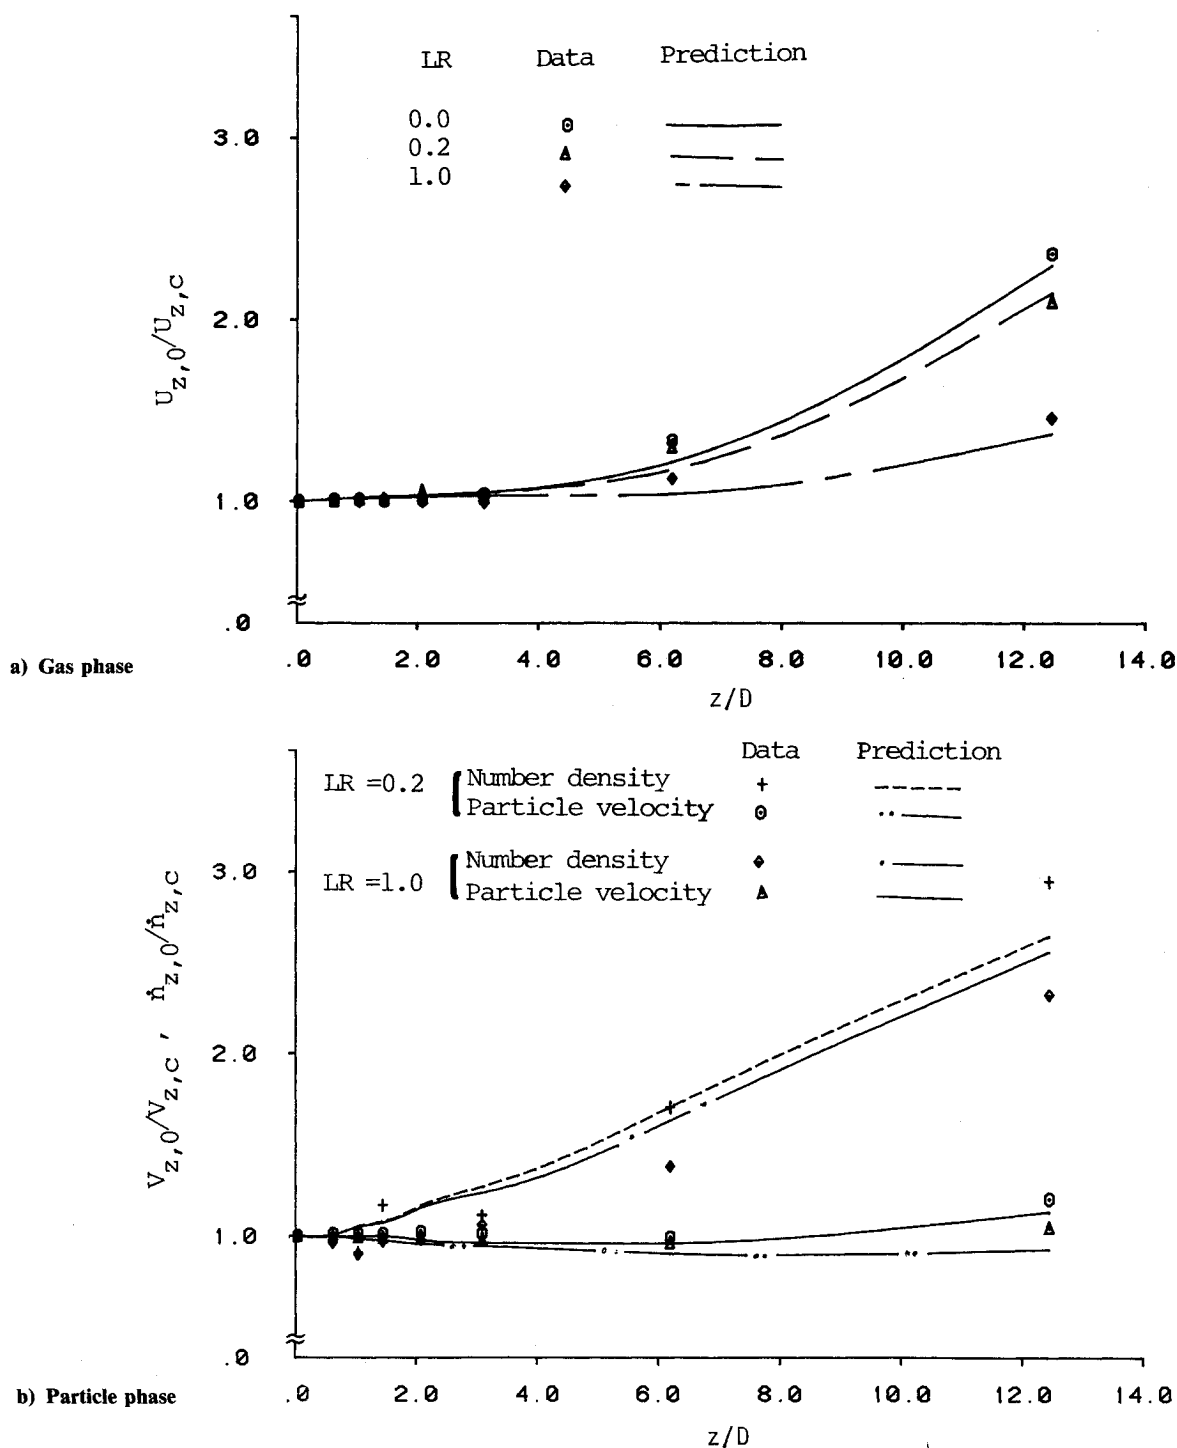 LR Data Prediction
0.0
0.2
1.0
3.0
2.0
1.0
.0
U_{z,0}/U_{z,c}
.0 2.0 4.0 6.0 8.0 10.0 12.0 14.0
z/D
a) Gas phase
Data Prediction
LR =0.2 { Number density
Particle velocity
LR =1.0 { Number density
Particle velocity
3.0
2.0
1.0
.0
V_{z,0}/V_{z,c} , ṅ_{z,0}/ṅ_{z,c}
.0 2.0 4.0 6.0 8.0 10.0 12.0 14.0
z/D
b) Particle phase